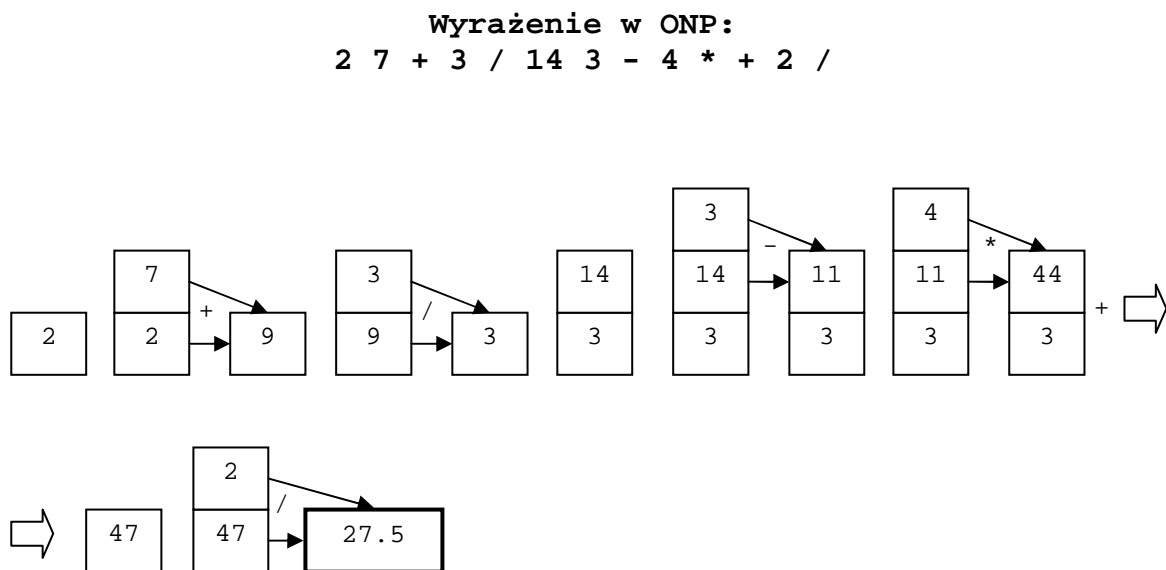 Wyrażenie w ONP:
2 7 + 3 / 14 3 - 4 * + 2 /
3 4
- *
7 3 14 14 11 11 44
+ / +
2 2 9 9 3 3 3 3 3 3
2
/
47 47 27.5